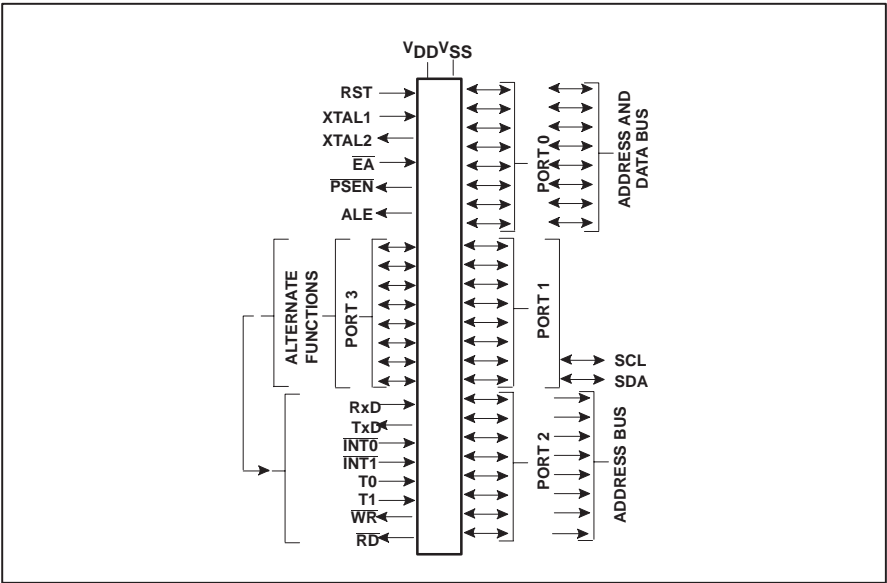 VDD VSS
RST
XTAL1
XTAL2
EA
PSEN
ALE
PORT 0
ADDRESS AND
DATA BUS
ALTERNATE
FUNCTIONS
PORT 3
PORT 1
SCL
SDA
RxD
TxD
INT0
INT1
T0
T1
WR
RD
PORT 2
ADDRESS BUS